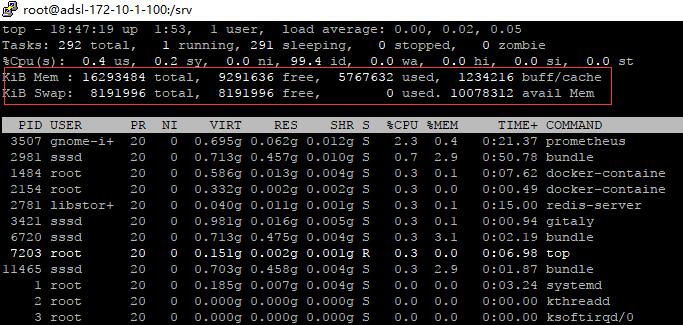 root@adsl-172-10-1-100:/srv
top - 18:47:19 up  1:53,  1 user,  load average: 0.00, 0.02, 0.05
Tasks: 292 total,   1 running, 291 sleeping,   0 stopped,   0 zombie
%Cpu(s):  0.4 us,  0.2 sy,  0.0 ni, 99.4 id,  0.0 wa,  0.0 hi,  0.0 si,  0.0 st
KiB Mem : 16293484 total,  9291636 free,  5767632 used,  1234216 buff/cache
KiB Swap:  8191996 total,  8191996 free,        0 used. 10078312 avail Mem
PID USER      PR  NI    VIRT    RES    SHR S  %CPU %MEM     TIME+ COMMAND
3507 gnome-i+  20   0  0.695g 0.062g 0.012g S   2.3  0.4   0:21.37 prometheus
2981 sssd      20   0  0.713g 0.457g 0.010g S   0.7  2.9   0:50.78 bundle
1484 root      20   0  0.586g 0.013g 0.004g S   0.3  0.1   0:07.62 docker-containe
2154 root      20   0  0.332g 0.002g 0.002g S   0.3  0.0   0:00.49 docker-containe
2781 libstor+  20   0  0.040g 0.011g 0.001g S   0.3  0.1   0:15.00 redis-server
3421 sssd      20   0  0.981g 0.016g 0.005g S   0.3  0.1   0:00.94 gitaly
6720 sssd      20   0  0.713g 0.475g 0.004g S   0.3  3.1   0:02.19 bundle
7203 root      20   0  0.151g 0.002g 0.001g R   0.3  0.0   0:06.98 top
11465 sssd      20   0  0.703g 0.458g 0.004g S   0.3  2.9   0:01.87 bundle
1 root      20   0  0.185g 0.007g 0.004g S   0.0  0.0   0:03.24 systemd
2 root      20   0  0.000g 0.000g 0.000g S   0.0  0.0   0:00.00 kthreadd
3 root      20   0  0.000g 0.000g 0.000g S   0.0  0.0   0:00.00 ksoftirqd/0